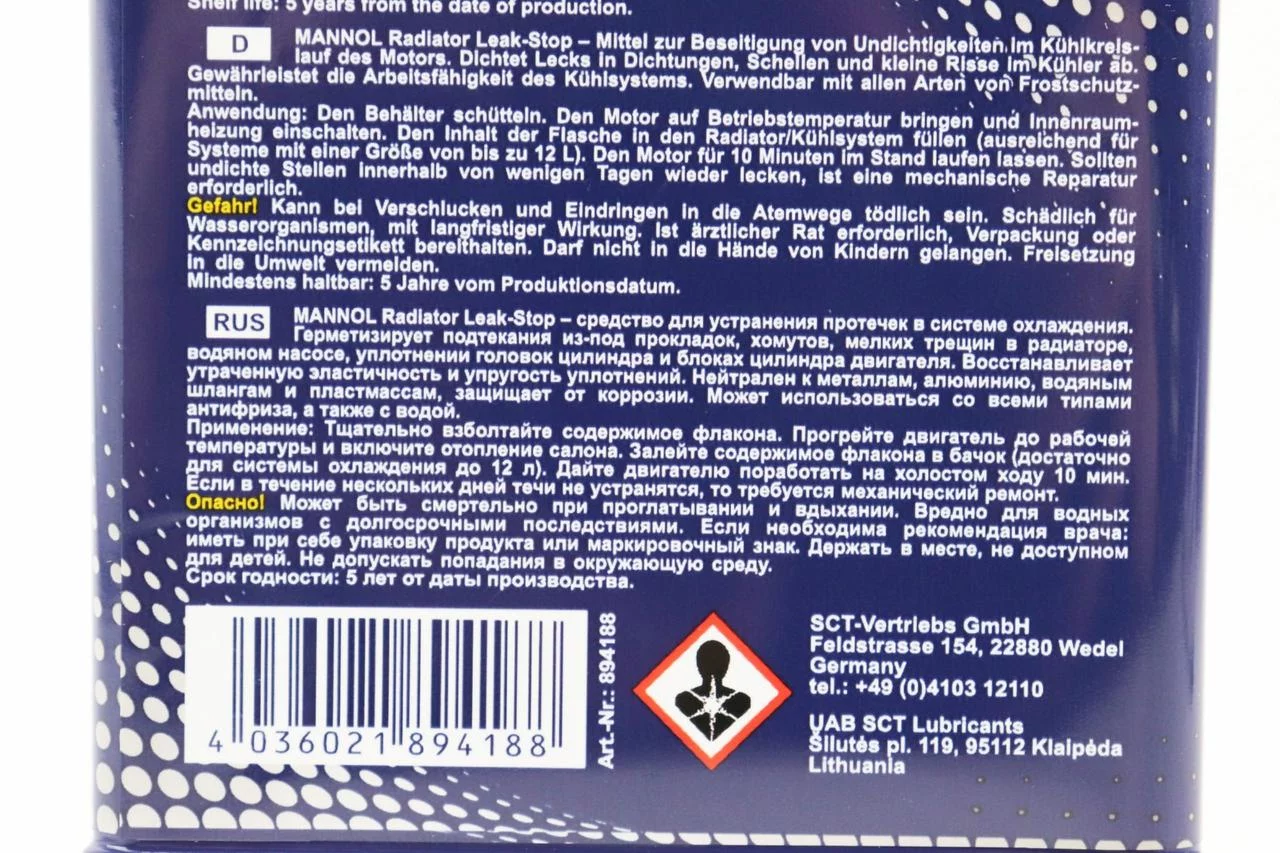 Shelf life: 5 years from the date of production.
D
MANNOL Radiator Leak-Stop – Mittel zur Beseitigung von Undichtigkeiten im Kühlkreis-
lauf des Motors. Dichtet Lecks in Dichtungen, Schellen und kleine Risse im Kühler ab.
Gewährleistet die Arbeitsfähigkeit des Kühlsystems. Verwendbar mit allen Arten von Frostschutz-
mitteln.
Anwendung: Den Behälter schütteln. Den Motor auf Betriebstemperatur bringen und Innenraum-
heizung einschalten. Den Inhalt der Flasche in den Radiator/Kühlsystem füllen (ausreichend für
Systeme mit einer Größe von bis zu 12 L). Den Motor für 10 Minuten im Stand laufen lassen. Sollten
undichte Stellen innerhalb von wenigen Tagen wieder lecken, ist eine mechanische Reparatur
erforderlich.
Gefahr! Kann bei Verschlucken und Eindringen in die Atemwege tödlich sein. Schädlich für
Wasserorganismen, mit langfristiger Wirkung. Ist ärztlicher Rat erforderlich, Verpackung oder
Kennzeichnungsetikett bereithalten. Darf nicht in die Hände von Kindern gelangen. Freisetzung
in die Umwelt vermeiden.
Mindestens haltbar: 5 Jahre vom Produktionsdatum.
RUS
MANNOL Radiator Leak-Stop – средство для устранения протечек в системе охлаждения.
Герметизирует подтекания из-под прокладок, хомутов, мелких трещин в радиаторе,
водяном насосе, уплотнении головок цилиндра и блоках цилиндра двигателя. Восстанавливает
утраченную эластичность и упругость уплотнений. Нейтрален к металлам, алюминию, водяным
шлангам и пластмассам, защищает от коррозии. Может использоваться со всеми типами
антифриза, а также с водой.
Применение: Тщательно взболтайте содержимое флакона. Прогрейте двигатель до рабочей
температуры и включите отопление салона. Залейте содержимое флакона в бачок (достаточно
для системы охлаждения до 12 л). Дайте двигателю поработать на холостом ходу 10 мин.
Если в течение нескольких дней течи не устранятся, то требуется механический ремонт.
Опасно! Может быть смертельно при проглатывании и вдыхании. Вредно для водных
организмов с долгосрочными последствиями. Если необходима рекомендация врача:
иметь при себе упаковку продукта или маркировочный знак. Держать в месте, не доступном
для детей. Не допускать попадания в окружающую среду.
Срок годности: 5 лет от даты производства.
4 036021 894188
Art.-Nr.: 894188
SCT-Vertriebs GmbH
Feldstrasse 154, 22880 Wedel
Germany
tel.: +49 (0)4103 12110
UAB SCT Lubricants
Šilutės pl. 119, 95112 Klaipėda
Lithuania